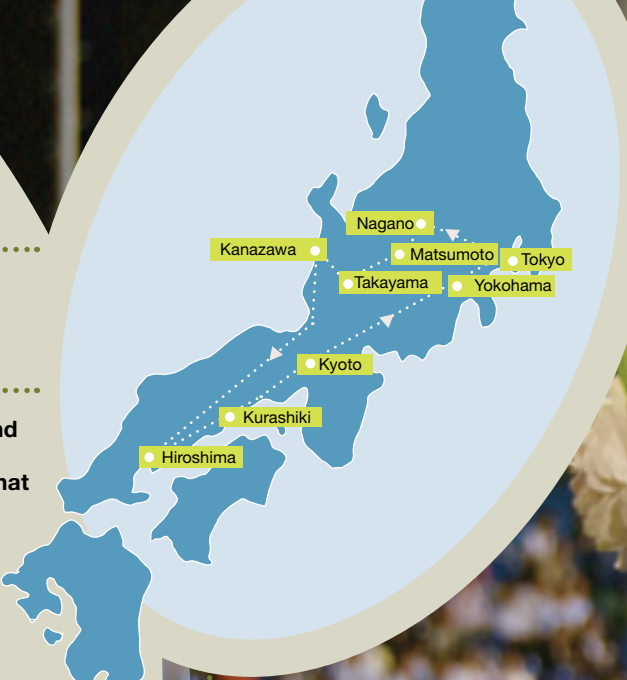 Nagano
Kanazawa
Matsumoto
Tokyo
Takayama
Yokohama
Kyoto
Kurashiki
Hiroshima
nd
hat